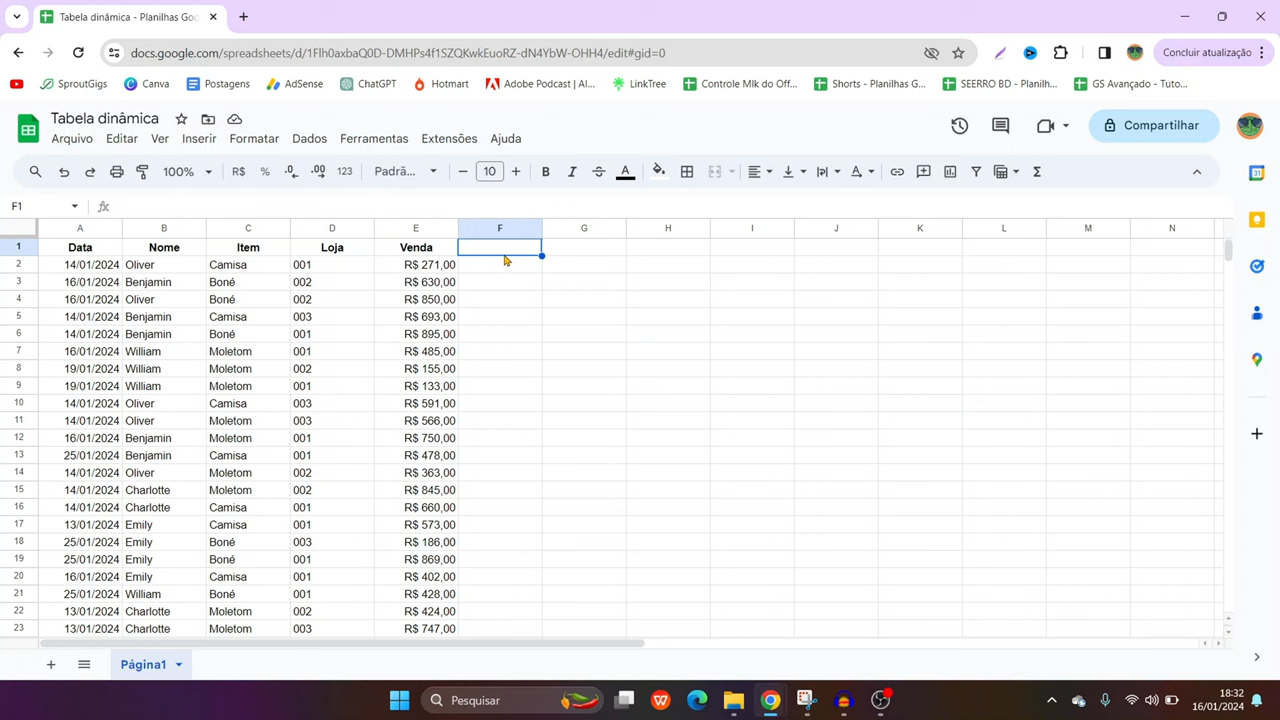 Tabela dinâmica - Planilhas Goo
docs.google.com/spreadsheets/d/1Flh0axbaQ0D-DMHPs4f1SZQKwkEuoRZ-dN4YbW-OHH4/edit#gid=0
Concluir atualização
SproutGigs Canva Postagens AdSense ChatGPT Hotmart Adobe Podcast | AI... LinkTree Controle Mlk do Off... Shorts - Planilhas G... SEERRO BD - Planilh... GS Avançado - Tuto...
Tabela dinâmica
Arquivo Editar Ver Inserir Formatar Dados Ferramentas Extensões Ajuda
Compartilhar
100% R$ % .0 .00 123 Padrã... 10 B I S A
F1 fx
A B C D E F G H I J K L M N
1 Data Nome Item Loja Venda
2 14/01/2024 Oliver Camisa 001 R$ 271,00
3 16/01/2024 Benjamin Boné 002 R$ 630,00
4 16/01/2024 Oliver Boné 002 R$ 850,00
5 14/01/2024 Benjamin Camisa 003 R$ 693,00
6 14/01/2024 Benjamin Boné 001 R$ 895,00
7 16/01/2024 William Moletom 001 R$ 485,00
8 19/01/2024 William Moletom 002 R$ 155,00
9 19/01/2024 William Moletom 001 R$ 133,00
10 14/01/2024 Oliver Camisa 003 R$ 591,00
11 14/01/2024 Oliver Moletom 003 R$ 566,00
12 16/01/2024 Benjamin Moletom 001 R$ 750,00
13 25/01/2024 Benjamin Camisa 001 R$ 478,00
14 14/01/2024 Oliver Moletom 002 R$ 363,00
15 14/01/2024 Charlotte Moletom 002 R$ 845,00
16 14/01/2024 Charlotte Camisa 001 R$ 660,00
17 13/01/2024 Emily Camisa 001 R$ 573,00
18 25/01/2024 Emily Boné 003 R$ 186,00
19 25/01/2024 Emily Boné 001 R$ 869,00
20 16/01/2024 Emily Camisa 001 R$ 402,00
21 25/01/2024 William Boné 001 R$ 428,00
22 13/01/2024 Charlotte Moletom 002 R$ 424,00
23 13/01/2024 Charlotte Moletom 003 R$ 747,00
Página1
Pesquisar
18:32
16/01/2024